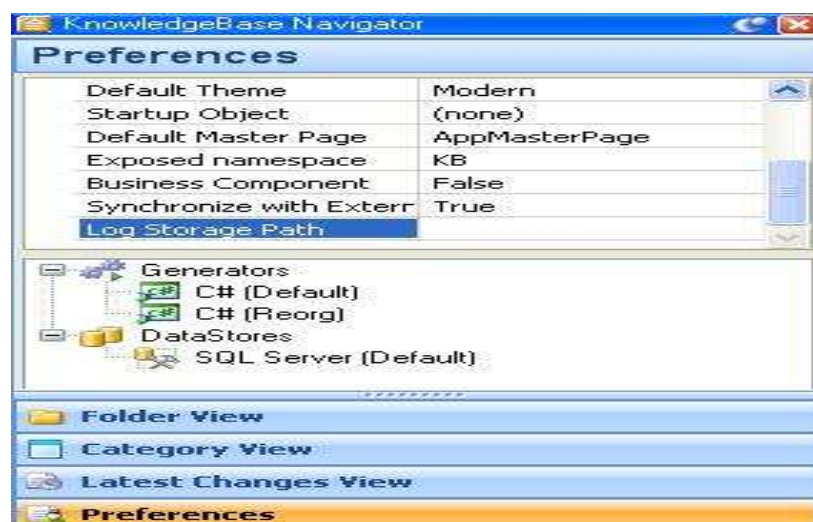 KnowledgeBase Navigator
Preferences
Default Theme Modern
Startup Object (none)
Default Master Page AppMasterPage
Exposed namespace KB
Business Component False
Synchronize with Extern True
Log Storage Path
Generators
C# (Default)
C# (Reorg)
DataStores
SQL Server (Default)
Folder View
Category View
Latest Changes View
Preferences